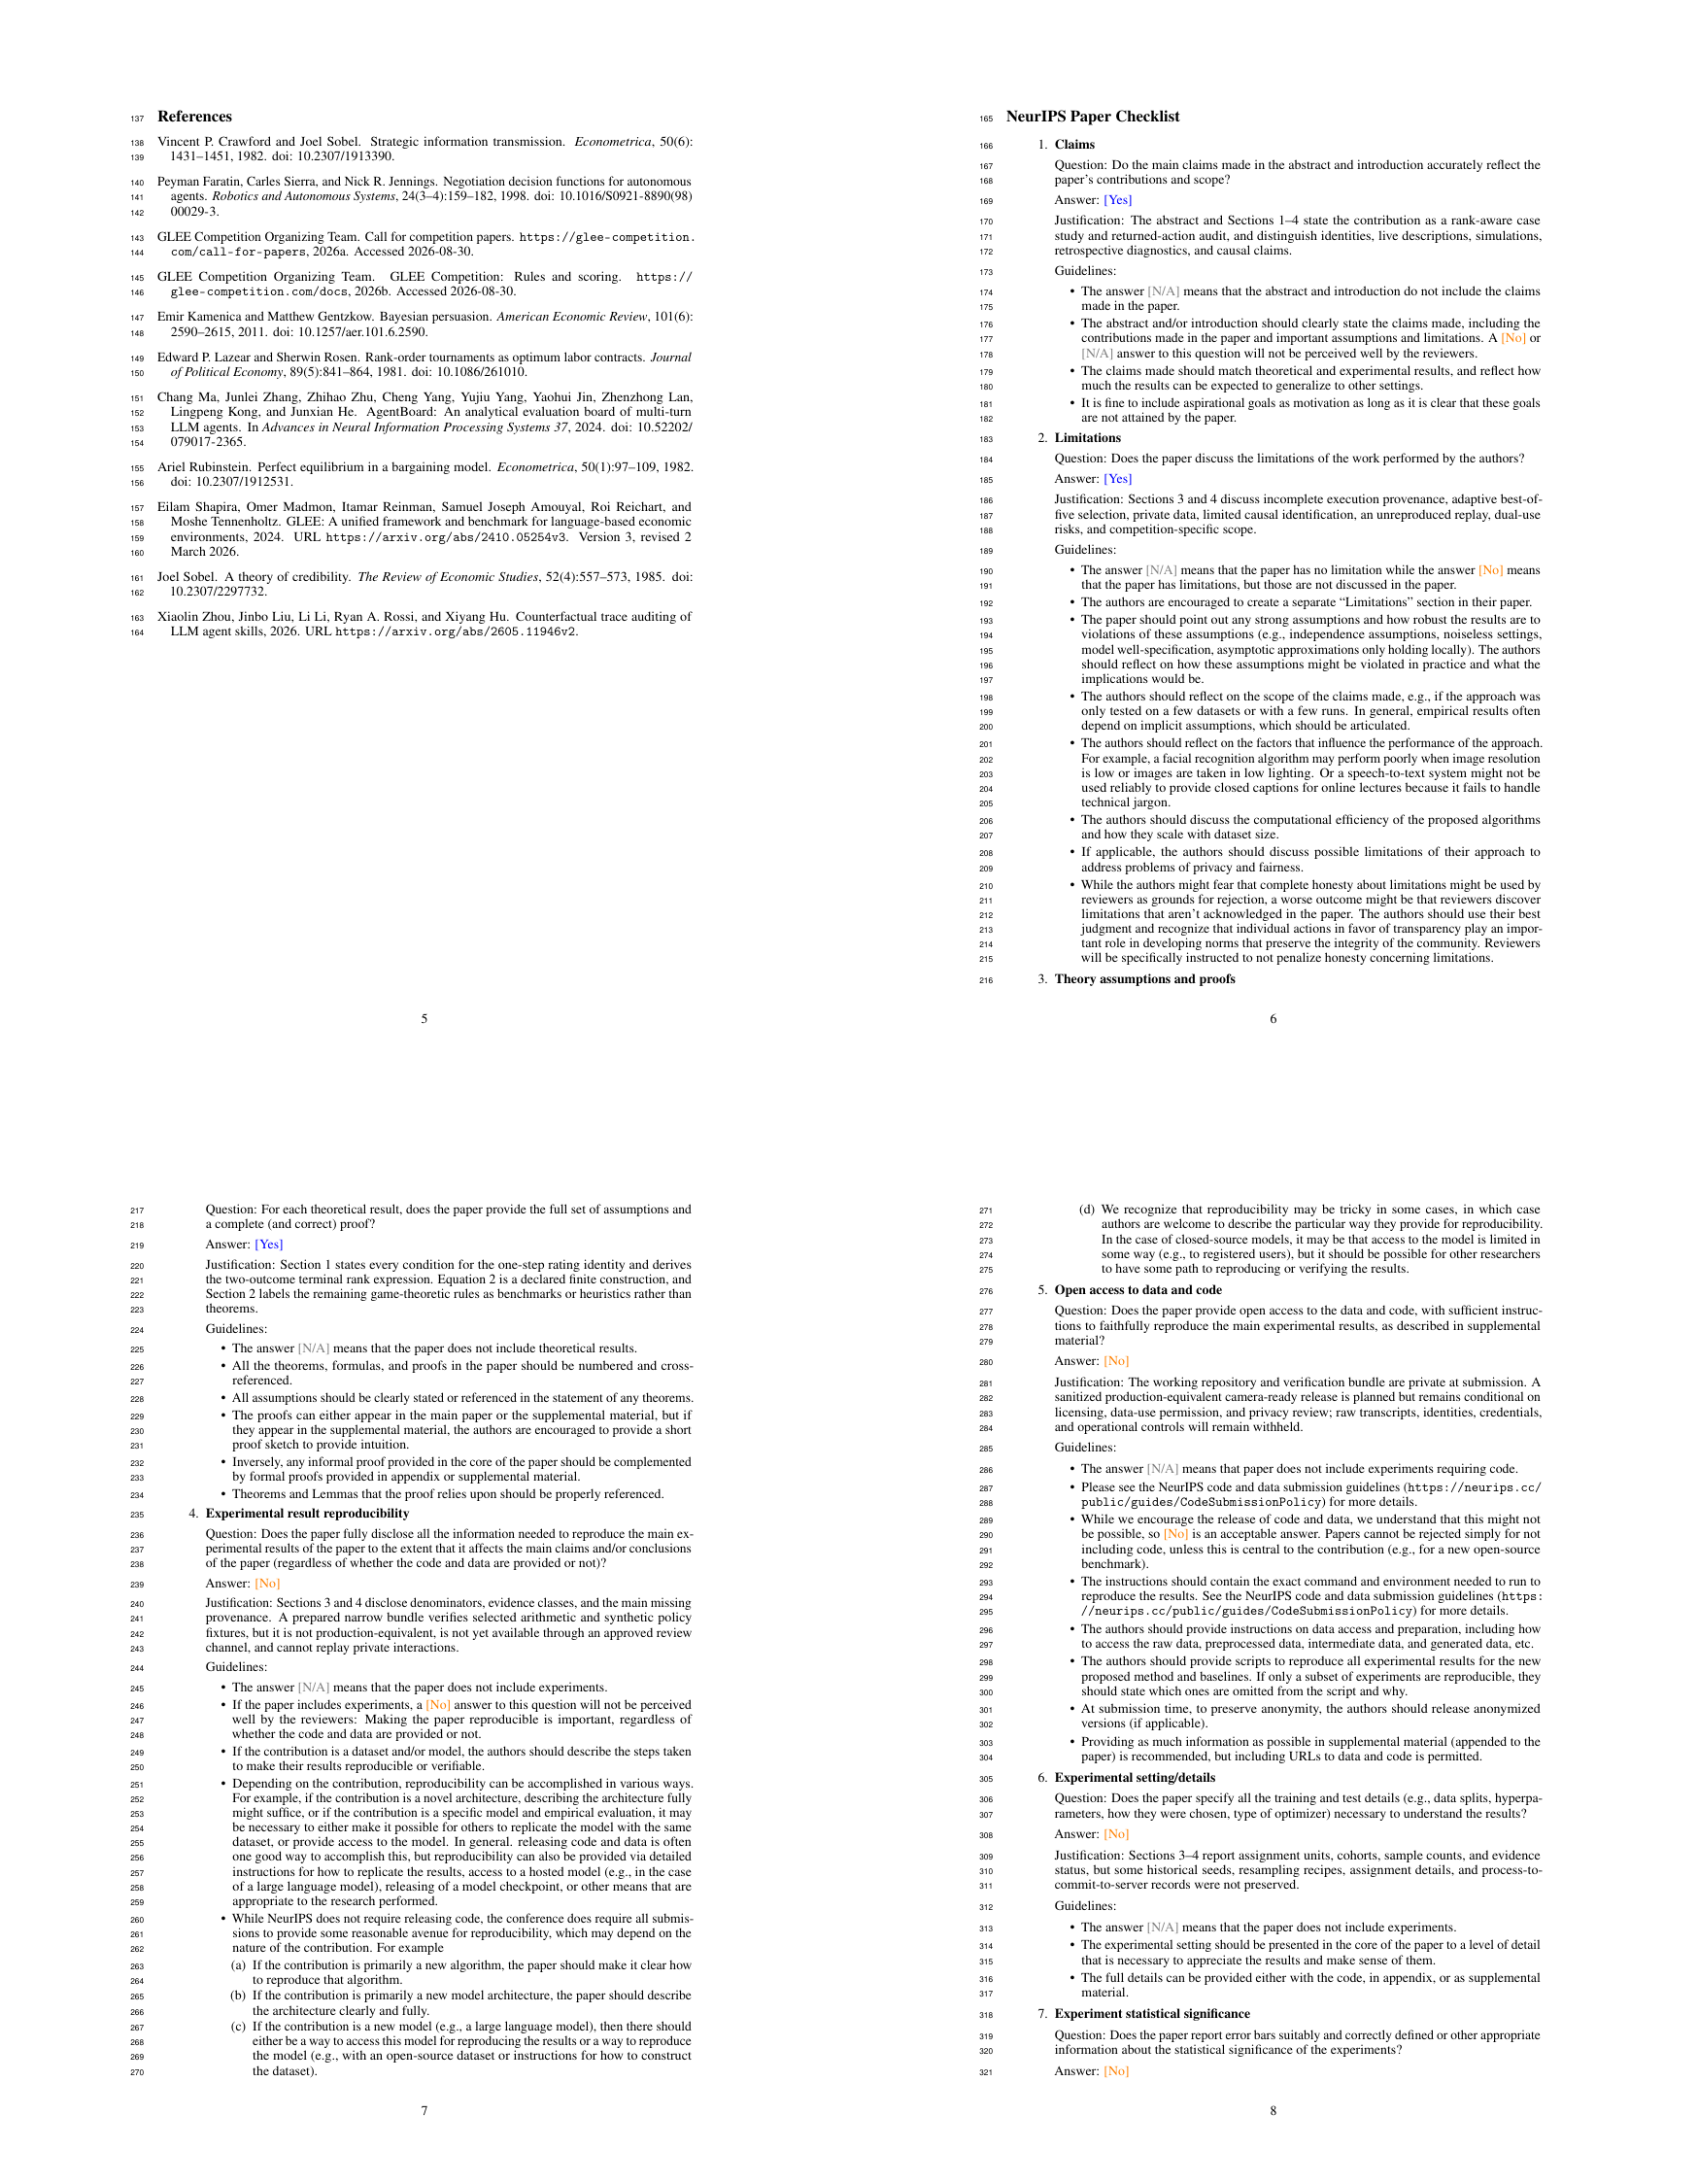 137 References
138 Vincent P. Crawford and Joel Sobel. Strategic information transmission. Econometrica, 50(6):
139 1431–1451, 1982. doi: 10.2307/1913390.
140 Peyman Faratin, Carles Sierra, and Nick R. Jennings. Negotiation decision functions for autonomous
141 agents. Robotics and Autonomous Systems, 24(3–4):159–182, 1998. doi: 10.1016/S0921-8890(98)
142 00029-3.
143 GLEE Competition Organizing Team. Call for competition papers. https://glee-competition.
144 com/call-for-papers, 2026a. Accessed 2026-08-30.
145 GLEE Competition Organizing Team. GLEE Competition: Rules and scoring. https://
146 glee-competition.com/docs, 2026b. Accessed 2026-08-30.
147 Emir Kamenica and Matthew Gentzkow. Bayesian persuasion. American Economic Review, 101(6):
148 2590–2615, 2011. doi: 10.1257/aer.101.6.2590.
149 Edward P. Lazear and Sherwin Rosen. Rank-order tournaments as optimum labor contracts. Journal
150 of Political Economy, 89(5):841–864, 1981. doi: 10.1086/261010.
151 Chang Ma, Junlei Zhang, Zhihao Zhu, Cheng Yang, Yujiu Yang, Yaohui Jin, Zhenzhong Lan,
152 Lingpeng Kong, and Junxian He. AgentBoard: An analytical evaluation board of multi-turn
153 LLM agents. In Advances in Neural Information Processing Systems 37, 2024. doi: 10.52202/
154 079017-2365.
155 Ariel Rubinstein. Perfect equilibrium in a bargaining model. Econometrica, 50(1):97–109, 1982.
156 doi: 10.2307/1912531.
157 Eilam Shapira, Omer Madmon, Itamar Reinman, Samuel Joseph Amouyal, Roi Reichart, and
158 Moshe Tennenholtz. GLEE: A unified framework and benchmark for language-based economic
159 environments, 2024. URL https://arxiv.org/abs/2410.05254v3. Version 3, revised 2
160 March 2026.
161 Joel Sobel. A theory of credibility. The Review of Economic Studies, 52(4):557–573, 1985. doi:
162 10.2307/2297732.
163 Xiaolin Zhou, Jinbo Liu, Li Li, Ryan A. Rossi, and Xiyang Hu. Counterfactual trace auditing of
164 LLM agent skills, 2026. URL https://arxiv.org/abs/2605.11946v2.
5
165 NeurIPS Paper Checklist
166 1. Claims
167 Question: Do the main claims made in the abstract and introduction accurately reflect the
168 paper's contributions and scope?
169 Answer: [Yes]
170 Justification: The abstract and Sections 1–4 state the contribution as a rank-aware case
171 study and returned-action audit, and distinguish identities, live descriptions, simulations,
172 retrospective diagnostics, and causal claims.
173 Guidelines:
174 • The answer [N/A] means that the abstract and introduction do not include the claims
175 made in the paper.
176 • The abstract and/or introduction should clearly state the claims made, including the
177 contributions made in the paper and important assumptions and limitations. A [No] or
178 [N/A] answer to this question will not be perceived well by the reviewers.
179 • The claims made should match theoretical and experimental results, and reflect how
180 much the results can be expected to generalize to other settings.
181 • It is fine to include aspirational goals as motivation as long as it is clear that these goals
182 are not attained by the paper.
183 2. Limitations
184 Question: Does the paper discuss the limitations of the work performed by the authors?
185 Answer: [Yes]
186 Justification: Sections 3 and 4 discuss incomplete execution provenance, adaptive best-of-
187 five selection, private data, limited causal identification, an unreproduced replay, dual-use
188 risks, and competition-specific scope.
189 Guidelines:
190 • The answer [N/A] means that the paper has no limitation while the answer [No] means
191 that the paper has limitations, but those are not discussed in the paper.
192 • The authors are encouraged to create a separate “Limitations” section in their paper.
193 • The paper should point out any strong assumptions and how robust the results are to
194 violations of these assumptions (e.g., independence assumptions, noiseless settings,
195 model well-specification, asymptotic approximations only holding locally). The authors
196 should reflect on how these assumptions might be violated in practice and what the
197 implications would be.
198 • The authors should reflect on the scope of the claims made, e.g., if the approach was
199 only tested on a few datasets or with a few runs. In general, empirical results often
200 depend on implicit assumptions, which should be articulated.
201 • The authors should reflect on the factors that influence the performance of the approach.
202 For example, a facial recognition algorithm may perform poorly when image resolution
203 is low or images are taken in low lighting. Or a speech-to-text system might not be
204 used reliably to provide closed captions for online lectures because it fails to handle
205 technical jargon.
206 • The authors should discuss the computational efficiency of the proposed algorithms
207 and how they scale with dataset size.
208 • If applicable, the authors should discuss possible limitations of their approach to
209 address problems of privacy and fairness.
210 • While the authors might fear that complete honesty about limitations might be used by
211 reviewers as grounds for rejection, a worse outcome might be that reviewers discover
212 limitations that aren't acknowledged in the paper. The authors should use their best
213 judgment and recognize that individual actions in favor of transparency play an impor-
214 tant role in developing norms that preserve the integrity of the community. Reviewers
215 will be specifically instructed to not penalize honesty concerning limitations.
216 3. Theory assumptions and proofs
6
217 Question: For each theoretical result, does the paper provide the full set of assumptions and
218 a complete (and correct) proof?
219 Answer: [Yes]
220 Justification: Section 1 states every condition for the one-step rating identity and derives
221 the two-outcome terminal rank expression. Equation 2 is a declared finite construction, and
222 Section 2 labels the remaining game-theoretic rules as benchmarks or heuristics rather than
223 theorems.
224 Guidelines:
225 • The answer [N/A] means that the paper does not include theoretical results.
226 • All the theorems, formulas, and proofs in the paper should be numbered and cross-
227 referenced.
228 • All assumptions should be clearly stated or referenced in the statement of any theorems.
229 • The proofs can either appear in the main paper or the supplemental material, but if
230 they appear in the supplemental material, the authors are encouraged to provide a short
231 proof sketch to provide intuition.
232 • Inversely, any informal proof provided in the core of the paper should be complemented
233 by formal proofs provided in appendix or supplemental material.
234 • Theorems and Lemmas that the proof relies upon should be properly referenced.
235 4. Experimental result reproducibility
236 Question: Does the paper fully disclose all the information needed to reproduce the main ex-
237 perimental results of the paper to the extent that it affects the main claims and/or conclusions
238 of the paper (regardless of whether the code and data are provided or not)?
239 Answer: [No]
240 Justification: Sections 3 and 4 disclose denominators, evidence classes, and the main missing
241 provenance. A prepared narrow bundle verifies selected arithmetic and synthetic policy
242 fixtures, but it is not production-equivalent, is not yet available through an approved review
243 channel, and cannot replay private interactions.
244 Guidelines:
245 • The answer [N/A] means that the paper does not include experiments.
246 • If the paper includes experiments, a [No] answer to this question will not be perceived
247 well by the reviewers: Making the paper reproducible is important, regardless of
248 whether the code and data are provided or not.
249 • If the contribution is a dataset and/or model, the authors should describe the steps taken
250 to make their results reproducible or verifiable.
251 • Depending on the contribution, reproducibility can be accomplished in various ways.
252 For example, if the contribution is a novel architecture, describing the architecture fully
253 might suffice, or if the contribution is a specific model and empirical evaluation, it may
254 be necessary to either make it possible for others to replicate the model with the same
255 dataset, or provide access to the model. In general. releasing code and data is often
256 one good way to accomplish this, but reproducibility can also be provided via detailed
257 instructions for how to replicate the results, access to a hosted model (e.g., in the case
258 of a large language model), releasing of a model checkpoint, or other means that are
259 appropriate to the research performed.
260 • While NeurIPS does not require releasing code, the conference does require all submis-
261 sions to provide some reasonable avenue for reproducibility, which may depend on the
262 nature of the contribution. For example
263 (a) If the contribution is primarily a new algorithm, the paper should make it clear how
264 to reproduce that algorithm.
265 (b) If the contribution is primarily a new model architecture, the paper should describe
266 the architecture clearly and fully.
267 (c) If the contribution is a new model (e.g., a large language model), then there should
268 either be a way to access this model for reproducing the results or a way to reproduce
269 the model (e.g., with an open-source dataset or instructions for how to construct
270 the dataset).
7
271 (d) We recognize that reproducibility may be tricky in some cases, in which case
272 authors are welcome to describe the particular way they provide for reproducibility.
273 In the case of closed-source models, it may be that access to the model is limited in
274 some way (e.g., to registered users), but it should be possible for other researchers
275 to have some path to reproducing or verifying the results.
276 5. Open access to data and code
277 Question: Does the paper provide open access to the data and code, with sufficient instruc-
278 tions to faithfully reproduce the main experimental results, as described in supplemental
279 material?
280 Answer: [No]
281 Justification: The working repository and verification bundle are private at submission. A
282 sanitized production-equivalent camera-ready release is planned but remains conditional on
283 licensing, data-use permission, and privacy review; raw transcripts, identities, credentials,
284 and operational controls will remain withheld.
285 Guidelines:
286 • The answer [N/A] means that paper does not include experiments requiring code.
287 • Please see the NeurIPS code and data submission guidelines (https://neurips.cc/
288 public/guides/CodeSubmissionPolicy) for more details.
289 • While we encourage the release of code and data, we understand that this might not
290 be possible, so [No] is an acceptable answer. Papers cannot be rejected simply for not
291 including code, unless this is central to the contribution (e.g., for a new open-source
292 benchmark).
293 • The instructions should contain the exact command and environment needed to run to
294 reproduce the results. See the NeurIPS code and data submission guidelines (https:
295 //neurips.cc/public/guides/CodeSubmissionPolicy) for more details.
296 • The authors should provide instructions on data access and preparation, including how
297 to access the raw data, preprocessed data, intermediate data, and generated data, etc.
298 • The authors should provide scripts to reproduce all experimental results for the new
299 proposed method and baselines. If only a subset of experiments are reproducible, they
300 should state which ones are omitted from the script and why.
301 • At submission time, to preserve anonymity, the authors should release anonymized
302 versions (if applicable).
303 • Providing as much information as possible in supplemental material (appended to the
304 paper) is recommended, but including URLs to data and code is permitted.
305 6. Experimental setting/details
306 Question: Does the paper specify all the training and test details (e.g., data splits, hyperpa-
307 rameters, how they were chosen, type of optimizer) necessary to understand the results?
308 Answer: [No]
309 Justification: Sections 3–4 report assignment units, cohorts, sample counts, and evidence
310 status, but some historical seeds, resampling recipes, assignment details, and process-to-
311 commit-to-server records were not preserved.
312 Guidelines:
313 • The answer [N/A] means that the paper does not include experiments.
314 • The experimental setting should be presented in the core of the paper to a level of detail
315 that is necessary to appreciate the results and make sense of them.
316 • The full details can be provided either with the code, in appendix, or as supplemental
317 material.
318 7. Experiment statistical significance
319 Question: Does the paper report error bars suitably and correctly defined or other appropriate
320 information about the statistical significance of the experiments?
321 Answer: [No]
8